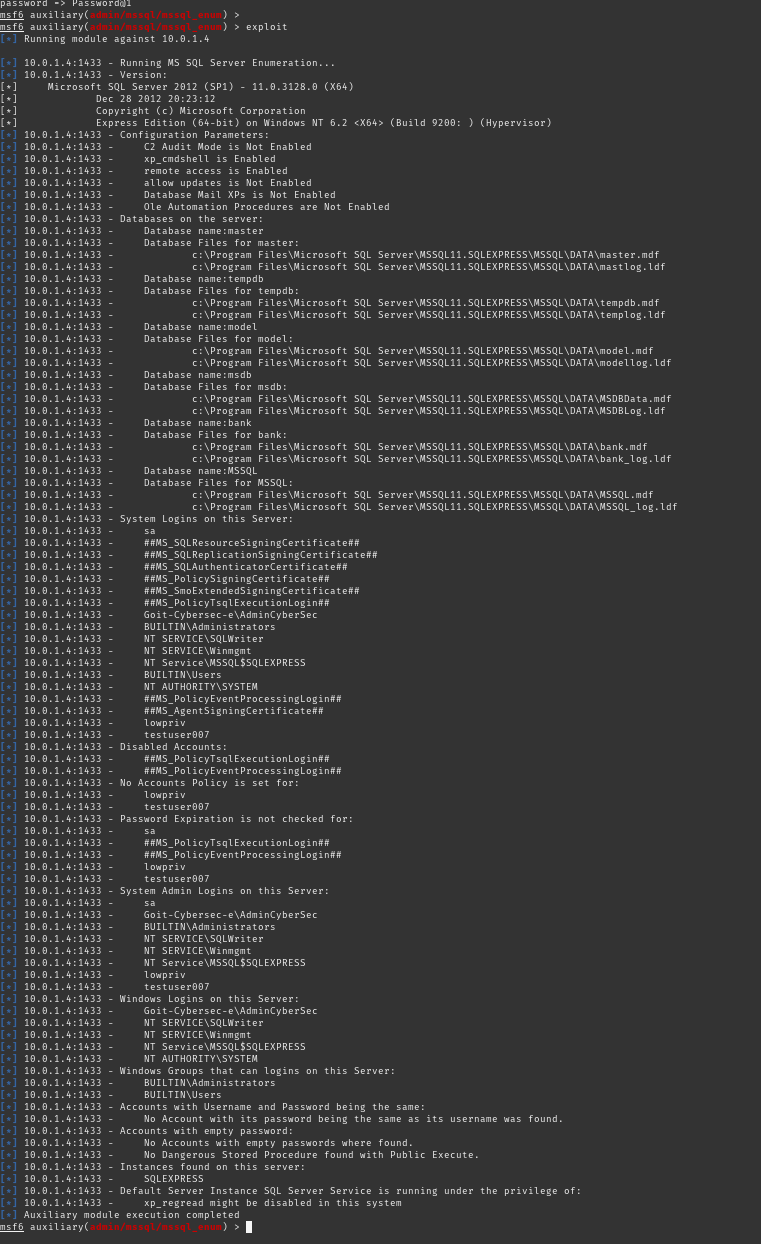 password => Password@1
msf6 auxiliary(admin/mssql/mssql_enum) >
msf6 auxiliary(admin/mssql/mssql_enum) > exploit
[*] Running module against 10.0.1.4

[*] 10.0.1.4:1433 - Running MS SQL Server Enumeration...
[*] 10.0.1.4:1433 - Version:
[*]     Microsoft SQL Server 2012 (SP1) - 11.0.3128.0 (X64)
[*]             Dec 28 2012 20:23:12
[*]             Copyright (c) Microsoft Corporation
[*]             Express Edition (64-bit) on Windows NT 6.2 <X64> (Build 9200: ) (Hypervisor)
[*] 10.0.1.4:1433 - Configuration Parameters:
[*] 10.0.1.4:1433 -     C2 Audit Mode is Not Enabled
[*] 10.0.1.4:1433 -     xp_cmdshell is Enabled
[*] 10.0.1.4:1433 -     remote access is Enabled
[*] 10.0.1.4:1433 -     allow updates is Not Enabled
[*] 10.0.1.4:1433 -     Database Mail XPs is Not Enabled
[*] 10.0.1.4:1433 -     Ole Automation Procedures are Not Enabled
[*] 10.0.1.4:1433 - Databases on the server:
[*] 10.0.1.4:1433 -     Database name:master
[*] 10.0.1.4:1433 -     Database Files for master:
[*] 10.0.1.4:1433 -             c:\Program Files\Microsoft SQL Server\MSSQL11.SQLEXPRESS\MSSQL\DATA\master.mdf
[*] 10.0.1.4:1433 -             c:\Program Files\Microsoft SQL Server\MSSQL11.SQLEXPRESS\MSSQL\DATA\mastlog.ldf
[*] 10.0.1.4:1433 -     Database name:tempdb
[*] 10.0.1.4:1433 -     Database Files for tempdb:
[*] 10.0.1.4:1433 -             c:\Program Files\Microsoft SQL Server\MSSQL11.SQLEXPRESS\MSSQL\DATA\tempdb.mdf
[*] 10.0.1.4:1433 -             c:\Program Files\Microsoft SQL Server\MSSQL11.SQLEXPRESS\MSSQL\DATA\templog.ldf
[*] 10.0.1.4:1433 -     Database name:model
[*] 10.0.1.4:1433 -     Database Files for model:
[*] 10.0.1.4:1433 -             c:\Program Files\Microsoft SQL Server\MSSQL11.SQLEXPRESS\MSSQL\DATA\model.mdf
[*] 10.0.1.4:1433 -             c:\Program Files\Microsoft SQL Server\MSSQL11.SQLEXPRESS\MSSQL\DATA\modellog.ldf
[*] 10.0.1.4:1433 -     Database name:msdb
[*] 10.0.1.4:1433 -     Database Files for msdb:
[*] 10.0.1.4:1433 -             c:\Program Files\Microsoft SQL Server\MSSQL11.SQLEXPRESS\MSSQL\DATA\MSDBData.mdf
[*] 10.0.1.4:1433 -             c:\Program Files\Microsoft SQL Server\MSSQL11.SQLEXPRESS\MSSQL\DATA\MSDBLog.ldf
[*] 10.0.1.4:1433 -     Database name:bank
[*] 10.0.1.4:1433 -     Database Files for bank:
[*] 10.0.1.4:1433 -             c:\Program Files\Microsoft SQL Server\MSSQL11.SQLEXPRESS\MSSQL\DATA\bank.mdf
[*] 10.0.1.4:1433 -             c:\Program Files\Microsoft SQL Server\MSSQL11.SQLEXPRESS\MSSQL\DATA\bank_log.ldf
[*] 10.0.1.4:1433 -     Database name:MSSQL
[*] 10.0.1.4:1433 -     Database Files for MSSQL:
[*] 10.0.1.4:1433 -             c:\Program Files\Microsoft SQL Server\MSSQL11.SQLEXPRESS\MSSQL\DATA\MSSQL.mdf
[*] 10.0.1.4:1433 -             c:\Program Files\Microsoft SQL Server\MSSQL11.SQLEXPRESS\MSSQL\DATA\MSSQL_log.ldf
[*] 10.0.1.4:1433 - System Logins on this Server:
[*] 10.0.1.4:1433 -     sa
[*] 10.0.1.4:1433 -     ##MS_SQLResourceSigningCertificate##
[*] 10.0.1.4:1433 -     ##MS_SQLReplicationSigningCertificate##
[*] 10.0.1.4:1433 -     ##MS_SQLAuthenticatorCertificate##
[*] 10.0.1.4:1433 -     ##MS_PolicySigningCertificate##
[*] 10.0.1.4:1433 -     ##MS_SmoExtendedSigningCertificate##
[*] 10.0.1.4:1433 -     ##MS_PolicyTsqlExecutionLogin##
[*] 10.0.1.4:1433 -     Goit-Cybersec-e\AdminCyberSec
[*] 10.0.1.4:1433 -     BUILTIN\Administrators
[*] 10.0.1.4:1433 -     NT SERVICE\SQLWriter
[*] 10.0.1.4:1433 -     NT SERVICE\Winmgmt
[*] 10.0.1.4:1433 -     NT Service\MSSQL$SQLEXPRESS
[*] 10.0.1.4:1433 -     BUILTIN\Users
[*] 10.0.1.4:1433 -     NT AUTHORITY\SYSTEM
[*] 10.0.1.4:1433 -     ##MS_PolicyEventProcessingLogin##
[*] 10.0.1.4:1433 -     ##MS_AgentSigningCertificate##
[*] 10.0.1.4:1433 -     lowpriv
[*] 10.0.1.4:1433 -     testuser007
[*] 10.0.1.4:1433 - Disabled Accounts:
[*] 10.0.1.4:1433 -     ##MS_PolicyTsqlExecutionLogin##
[*] 10.0.1.4:1433 -     ##MS_PolicyEventProcessingLogin##
[*] 10.0.1.4:1433 - No Accounts Policy is set for:
[*] 10.0.1.4:1433 -     lowpriv
[*] 10.0.1.4:1433 -     testuser007
[*] 10.0.1.4:1433 - Password Expiration is not checked for:
[*] 10.0.1.4:1433 -     sa
[*] 10.0.1.4:1433 -     ##MS_PolicyTsqlExecutionLogin##
[*] 10.0.1.4:1433 -     ##MS_PolicyEventProcessingLogin##
[*] 10.0.1.4:1433 -     lowpriv
[*] 10.0.1.4:1433 -     testuser007
[*] 10.0.1.4:1433 - System Admin Logins on this Server:
[*] 10.0.1.4:1433 -     sa
[*] 10.0.1.4:1433 -     Goit-Cybersec-e\AdminCyberSec
[*] 10.0.1.4:1433 -     BUILTIN\Administrators
[*] 10.0.1.4:1433 -     NT SERVICE\SQLWriter
[*] 10.0.1.4:1433 -     NT SERVICE\Winmgmt
[*] 10.0.1.4:1433 -     NT Service\MSSQL$SQLEXPRESS
[*] 10.0.1.4:1433 -     lowpriv
[*] 10.0.1.4:1433 -     testuser007
[*] 10.0.1.4:1433 - Windows Logins on this Server:
[*] 10.0.1.4:1433 -     Goit-Cybersec-e\AdminCyberSec
[*] 10.0.1.4:1433 -     NT SERVICE\SQLWriter
[*] 10.0.1.4:1433 -     NT SERVICE\Winmgmt
[*] 10.0.1.4:1433 -     NT Service\MSSQL$SQLEXPRESS
[*] 10.0.1.4:1433 -     NT AUTHORITY\SYSTEM
[*] 10.0.1.4:1433 - Windows Groups that can logins on this Server:
[*] 10.0.1.4:1433 -     BUILTIN\Administrators
[*] 10.0.1.4:1433 -     BUILTIN\Users
[*] 10.0.1.4:1433 - Accounts with Username and Password being the same:
[*] 10.0.1.4:1433 -     No Account with its password being the same as its username was found.
[*] 10.0.1.4:1433 - Accounts with empty password:
[*] 10.0.1.4:1433 -     No Accounts with empty passwords where found.
[*] 10.0.1.4:1433 -     No Dangerous Stored Procedure found with Public Execute.
[*] 10.0.1.4:1433 - Instances found on this server:
[*] 10.0.1.4:1433 -     SQLEXPRESS
[*] 10.0.1.4:1433 - Default Server Instance SQL Server Service is running under the privilege of:
[*] 10.0.1.4:1433 -     xp_regread might be disabled in this system
[*] Auxiliary module execution completed
msf6 auxiliary(admin/mssql/mssql_enum) >